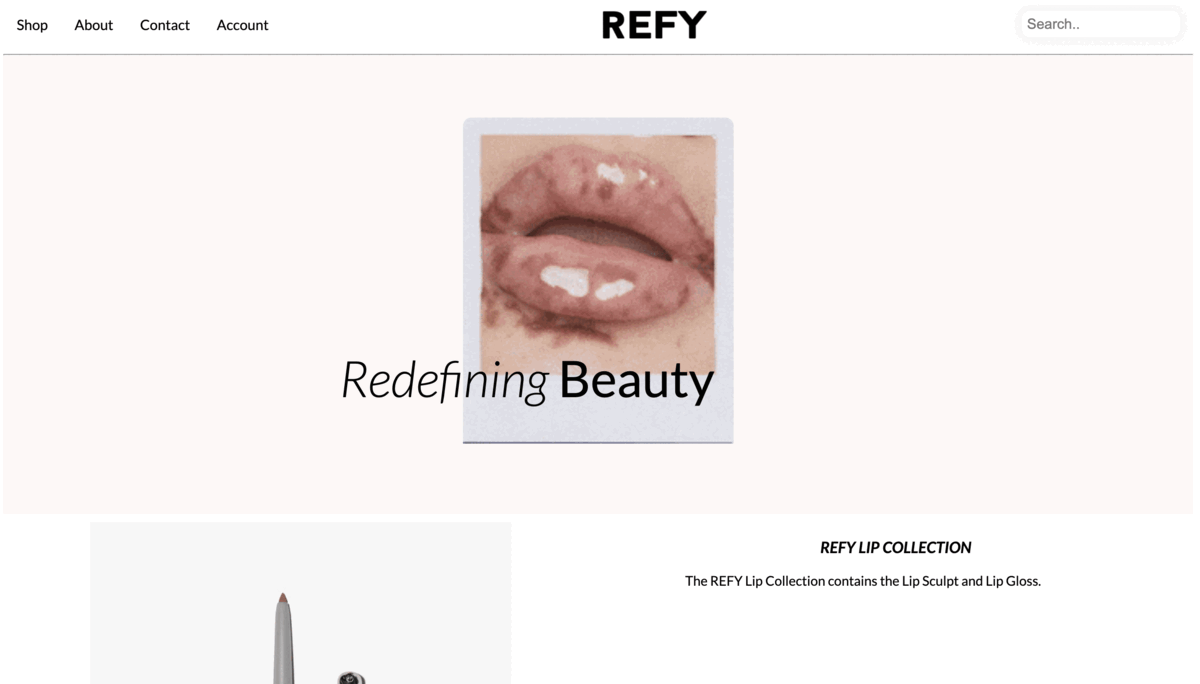 Shop About Contact Account REFY Search..
Redefining Beauty
REFY LIP COLLECTION
The REFY Lip Collection contains the Lip Sculpt and Lip Gloss.